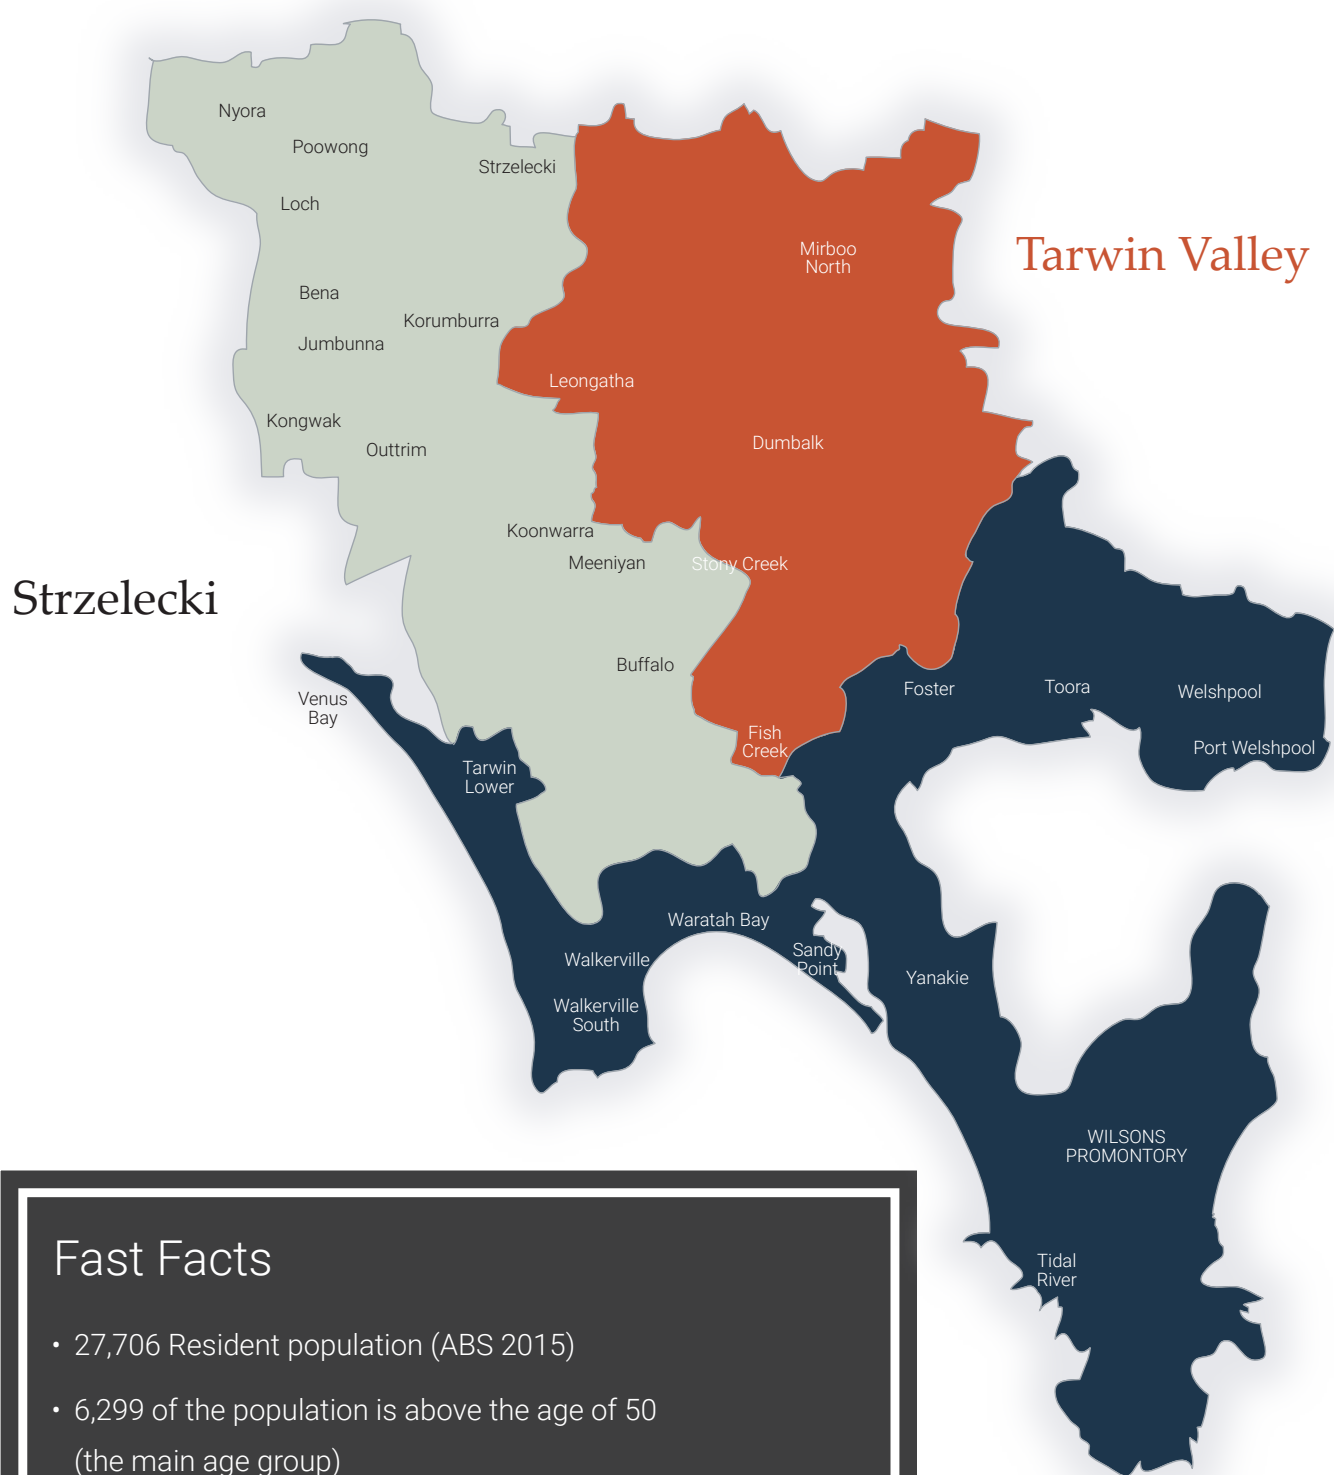 Nyora
Poowong
Strzelecki
Loch
Mirboo
North
Tarwin Valley
Bena
Korumburra
Jumbunna
Leongatha
Kongwak
Outtrim
Dumbalk
Koonwarra
Meeniyan
Stony Creek
Strzelecki
Buffalo
Venus
Bay
Foster
Toora
Welshpool
Fish
Creek
Port Welshpool
Tarwin
Lower
Waratah Bay
Walkerville
Sandy
Point
Yanakie
Walkerville
South
WILSONS
PROMONTORY
Tidal
River
Fast Facts
• 27,706 Resident population (ABS 2015)
• 6,299 of the population is above the age of 50
(the main age group)